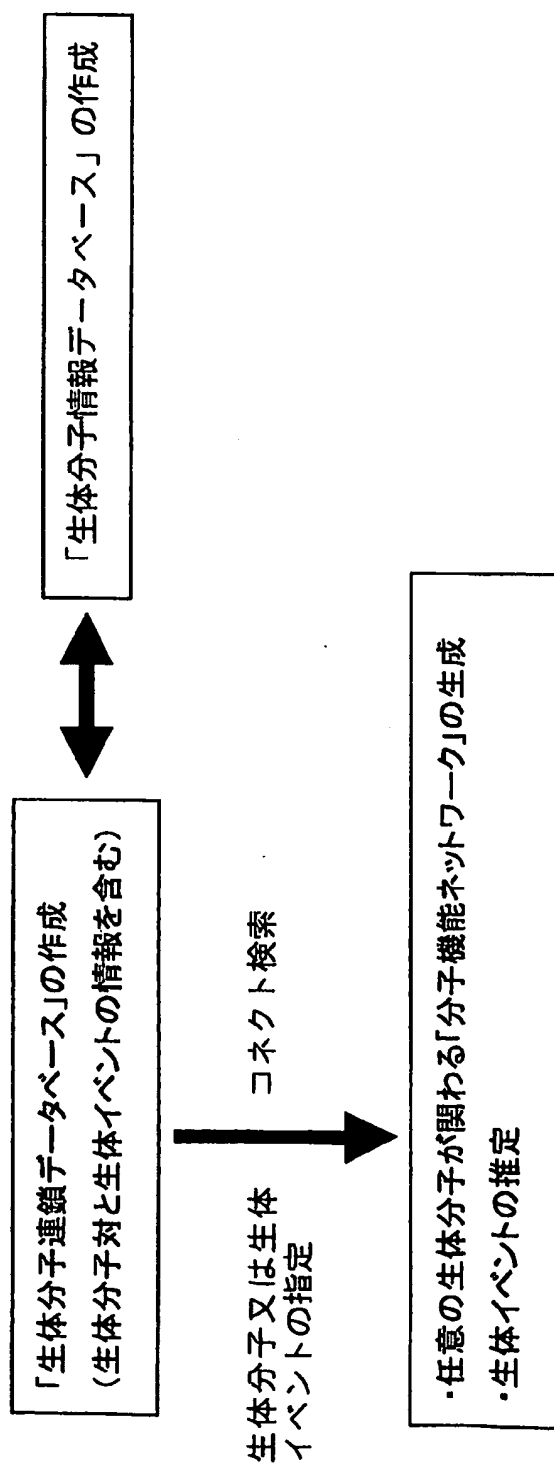 「生体分子連鎖データベース」の作成
(生体分子対と生体イベントの情報を含む)
「生体分子情報データベース」の作成
生体分子又は生体
イベントの指定
コネクト検索
・任意の生体分子が関わる「分子機能ネットワーク」の生成
・生体イベントの推定